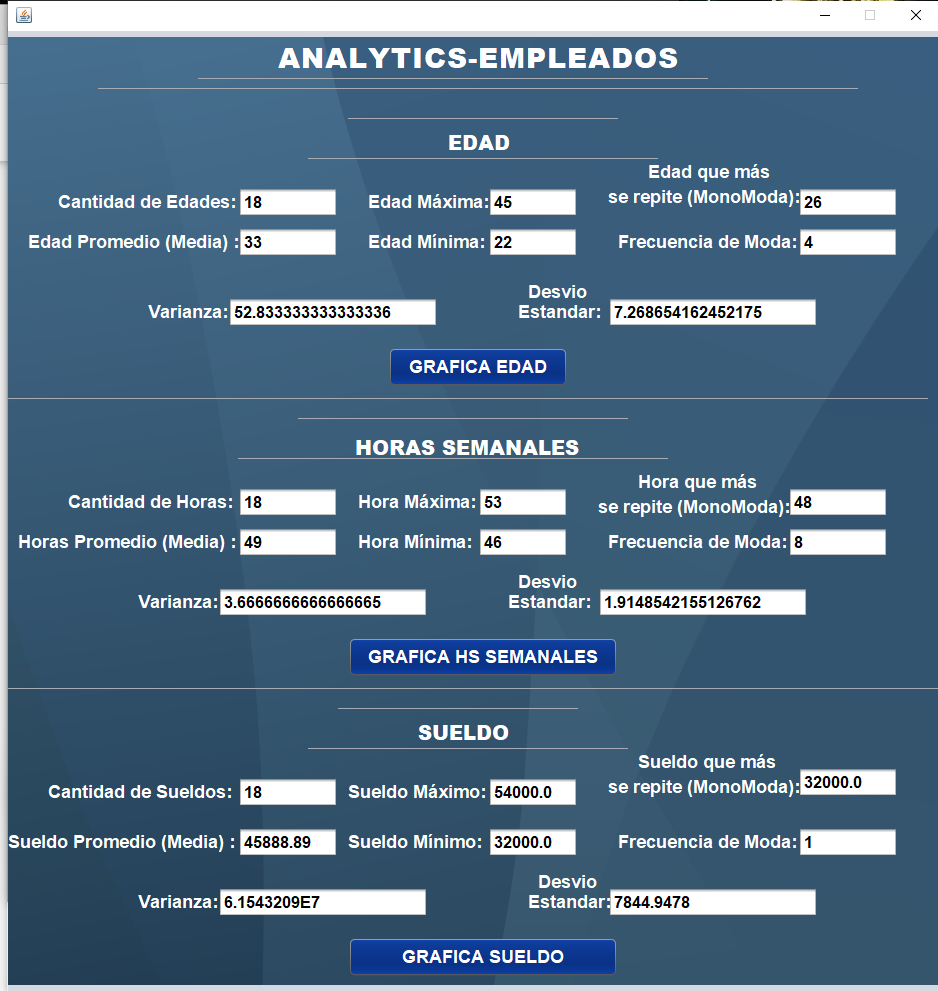 ANALYTICS-EMPLEADOS
EDAD
Edad que más
Cantidad de Edades: 18 Edad Máxima: 45 se repite (MonoModa): 26
Edad Promedio (Media) : 33 Edad Mínima: 22 Frecuencia de Moda: 4
Desvio
Varianza: 52.833333333333336 Estandar: 7.268654162452175
GRAFICA EDAD
HORAS SEMANALES
Hora que más
Cantidad de Horas: 18 Hora Máxima: 53 se repite (MonoModa): 48
Horas Promedio (Media) : 49 Hora Mínima: 46 Frecuencia de Moda: 8
Desvio
Varianza: 3.6666666666666665 Estandar: 1.9148542155126762
GRAFICA HS SEMANALES
SUELDO
Sueldo que más
Cantidad de Sueldos: 18 Sueldo Máximo: 54000.0 se repite (MonoModa): 32000.0
Sueldo Promedio (Media) : 45888.89 Sueldo Mínimo: 32000.0 Frecuencia de Moda: 1
Desvio
Varianza: 6.1543209E7 Estandar: 7844.9478
GRAFICA SUELDO